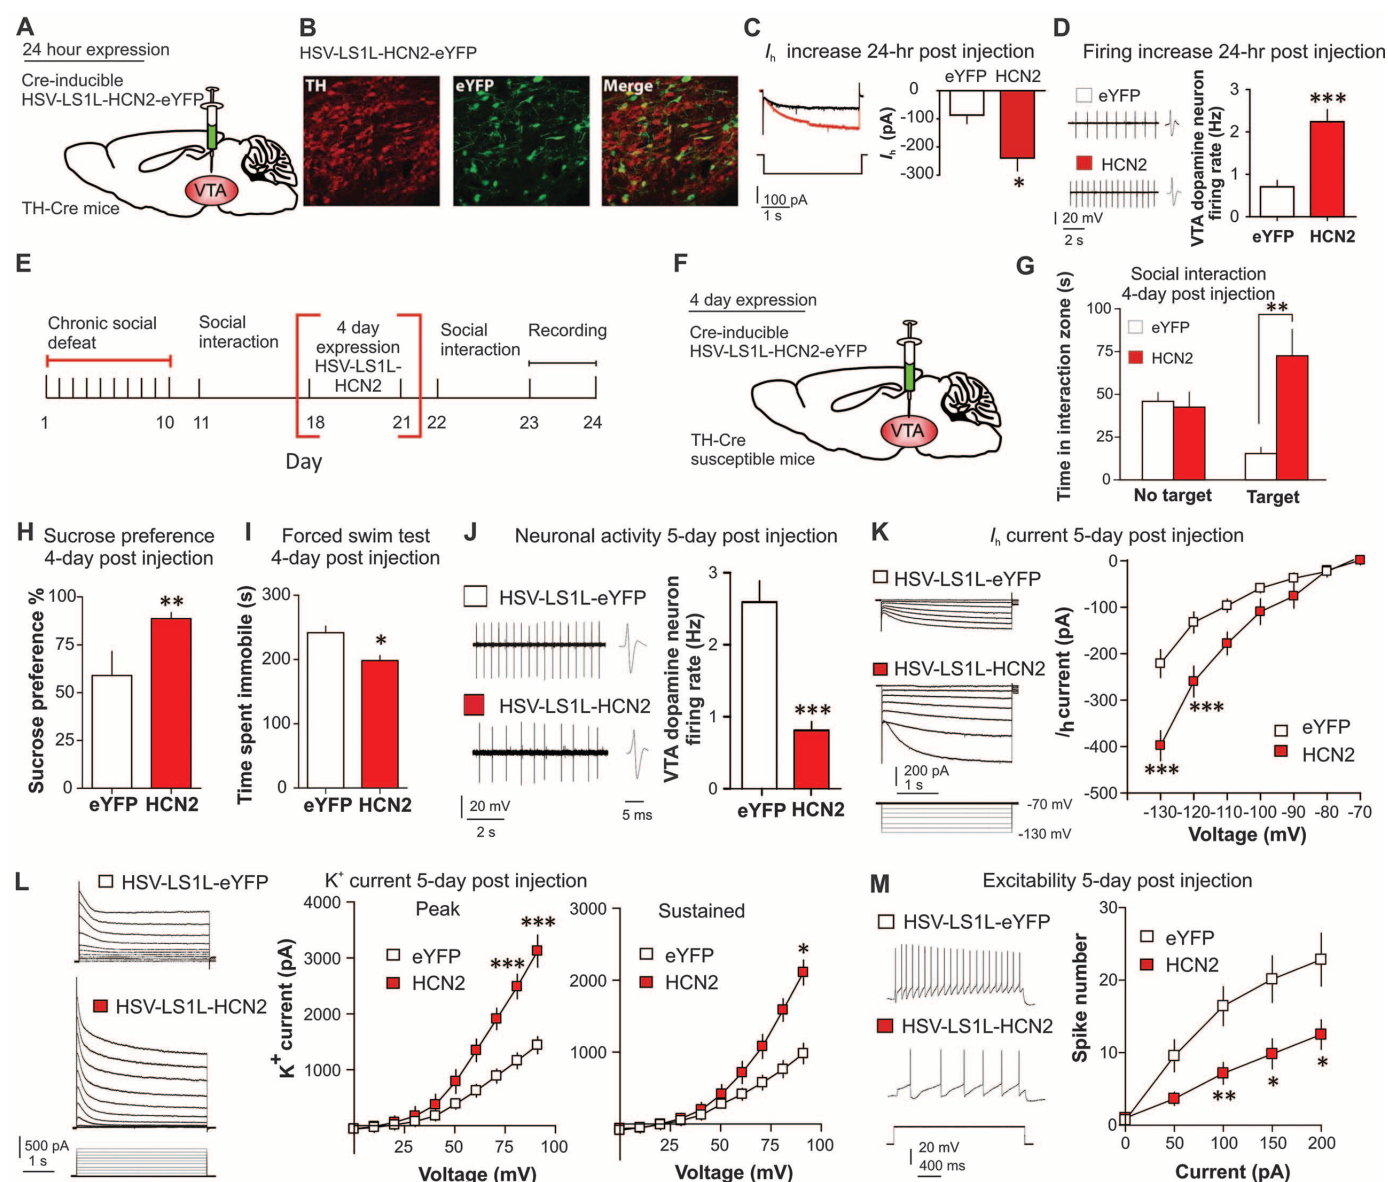 A
24 hour expression
Cre-inducible
HSV-LS1L-HCN2-eYFP
VTA
TH-Cre mice
B
HSV-LS1L-HCN2-eYFP
TH
eYFP
Merge
C
Ih increase 24-hr post injection
eYFP HCN2
0
-100
-200
-300
Ih (pA)
*
100 pA
1 s
D
Firing increase 24-hr post injection
eYFP
HCN2
20 mV
2 s
VTA dopamine neuron
firing rate (Hz)
3
2
1
0
***
eYFP HCN2
E
Chronic social
defeat
Social
interaction
4 day
expression
HSV-LS1L-
HCN2
Social
interaction
Recording
1 10 11 18 21 22 23 24
Day
F
4 day expression
Cre-inducible
HSV-LS1L-HCN2-eYFP
VTA
TH-Cre
susceptible mice
G
Social interaction
4-day post injection
Time in interaction zone (s)
100
75
50
25
0
eYFP
HCN2
**
No target Target
H
Sucrose preference
4-day post injection
Sucrose preference %
100
75
50
25
0
**
eYFP HCN2
I
Forced swim test
4-day post injection
Time spent immobile (s)
300
200
100
0
*
eYFP HCN2
J
Neuronal activity 5-day post injection
HSV-LS1L-eYFP
HSV-LS1L-HCN2
20 mV
2 s
5 ms
VTA dopamine neuron
firing rate (Hz)
3
2
1
0
***
eYFP HCN2
K
Ih current 5-day post injection
HSV-LS1L-eYFP
HSV-LS1L-HCN2
200 pA
1 s
-70 mV
-130 mV
Ih current (pA)
0
-100
-200
-300
-400
-500
***
***
eYFP
HCN2
-130 -120 -110 -100 -90 -80 -70
Voltage (mV)
L
HSV-LS1L-eYFP
HSV-LS1L-HCN2
500 pA
1 s
K+ current 5-day post injection
Peak
K+ current (pA)
4000
3000
2000
1000
eYFP
HCN2
***
***
25 50 75 100
Voltage (mV)
Sustained
3000
2000
1000
eYFP
HCN2
*
25 50 75 100
Voltage (mV)
M
Excitability 5-day post injection
HSV-LS1L-eYFP
HSV-LS1L-HCN2
20 mV
400 ms
Spike number
30
20
10
0
eYFP
HCN2
**
*
*
0 50 100 150 200
Current (pA)